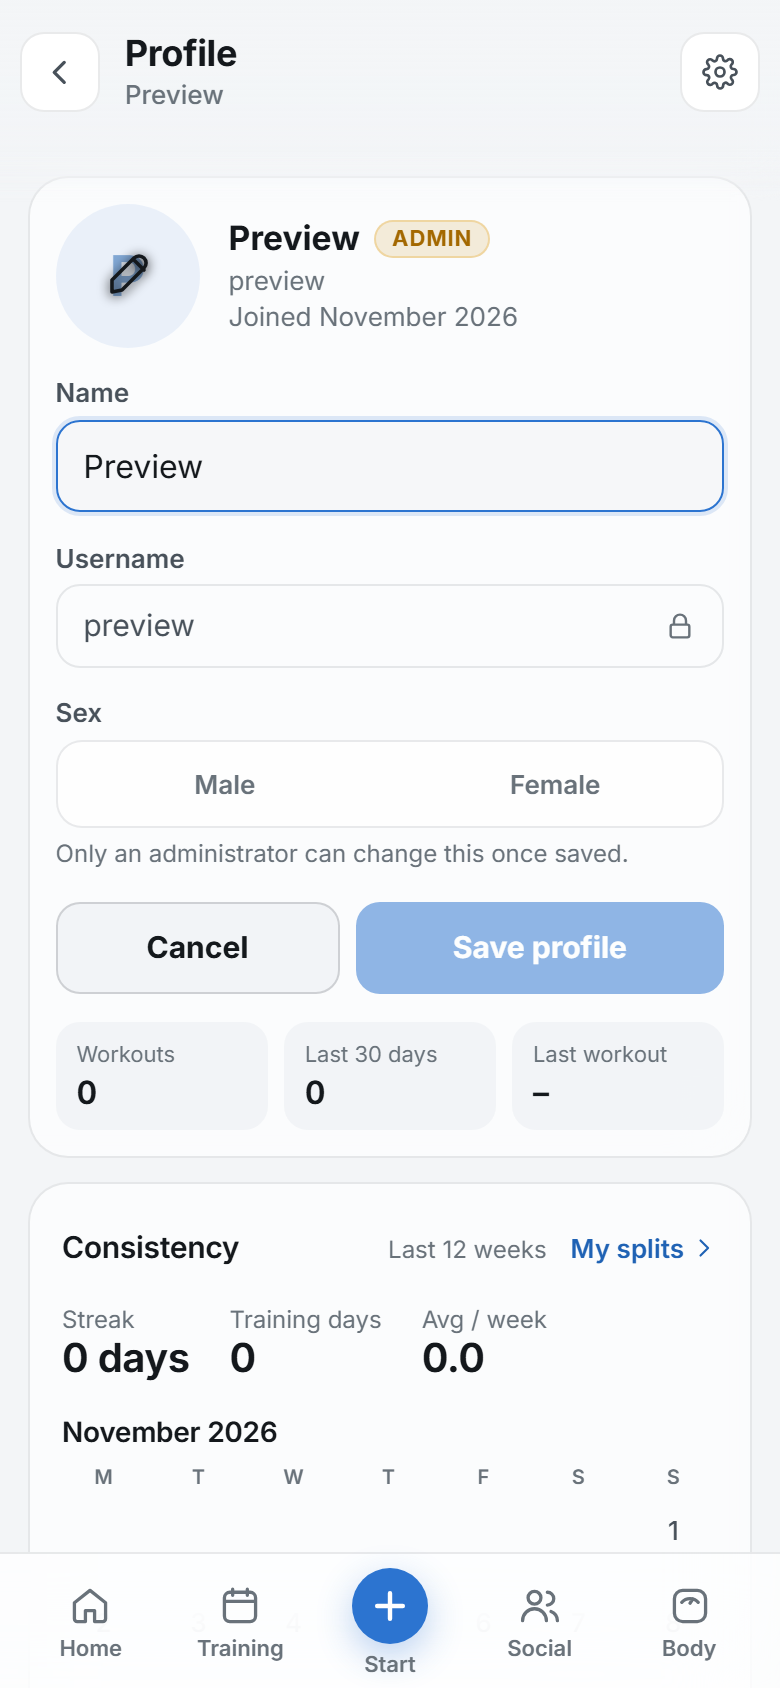 Profile
Preview
Preview ADMIN
preview
Joined November 2026
Name
Preview
Username
preview
Sex
Male Female
Only an administrator can change this once saved.
Cancel Save profile
Workouts Last 30 days Last workout
0 0 –
Consistency Last 12 weeks My splits
Streak Training days Avg / week
0 days 0 0.0
November 2026
M T W T F S S
1
Home Training Start Social Body